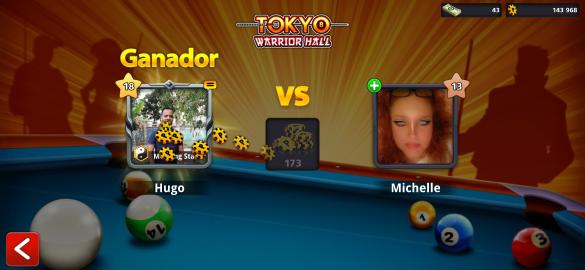 43
143 968
TOKYO
WARRIOR HALL
Ganador
18
VS
13
173
Hugo
Michelle
14
1
2
3